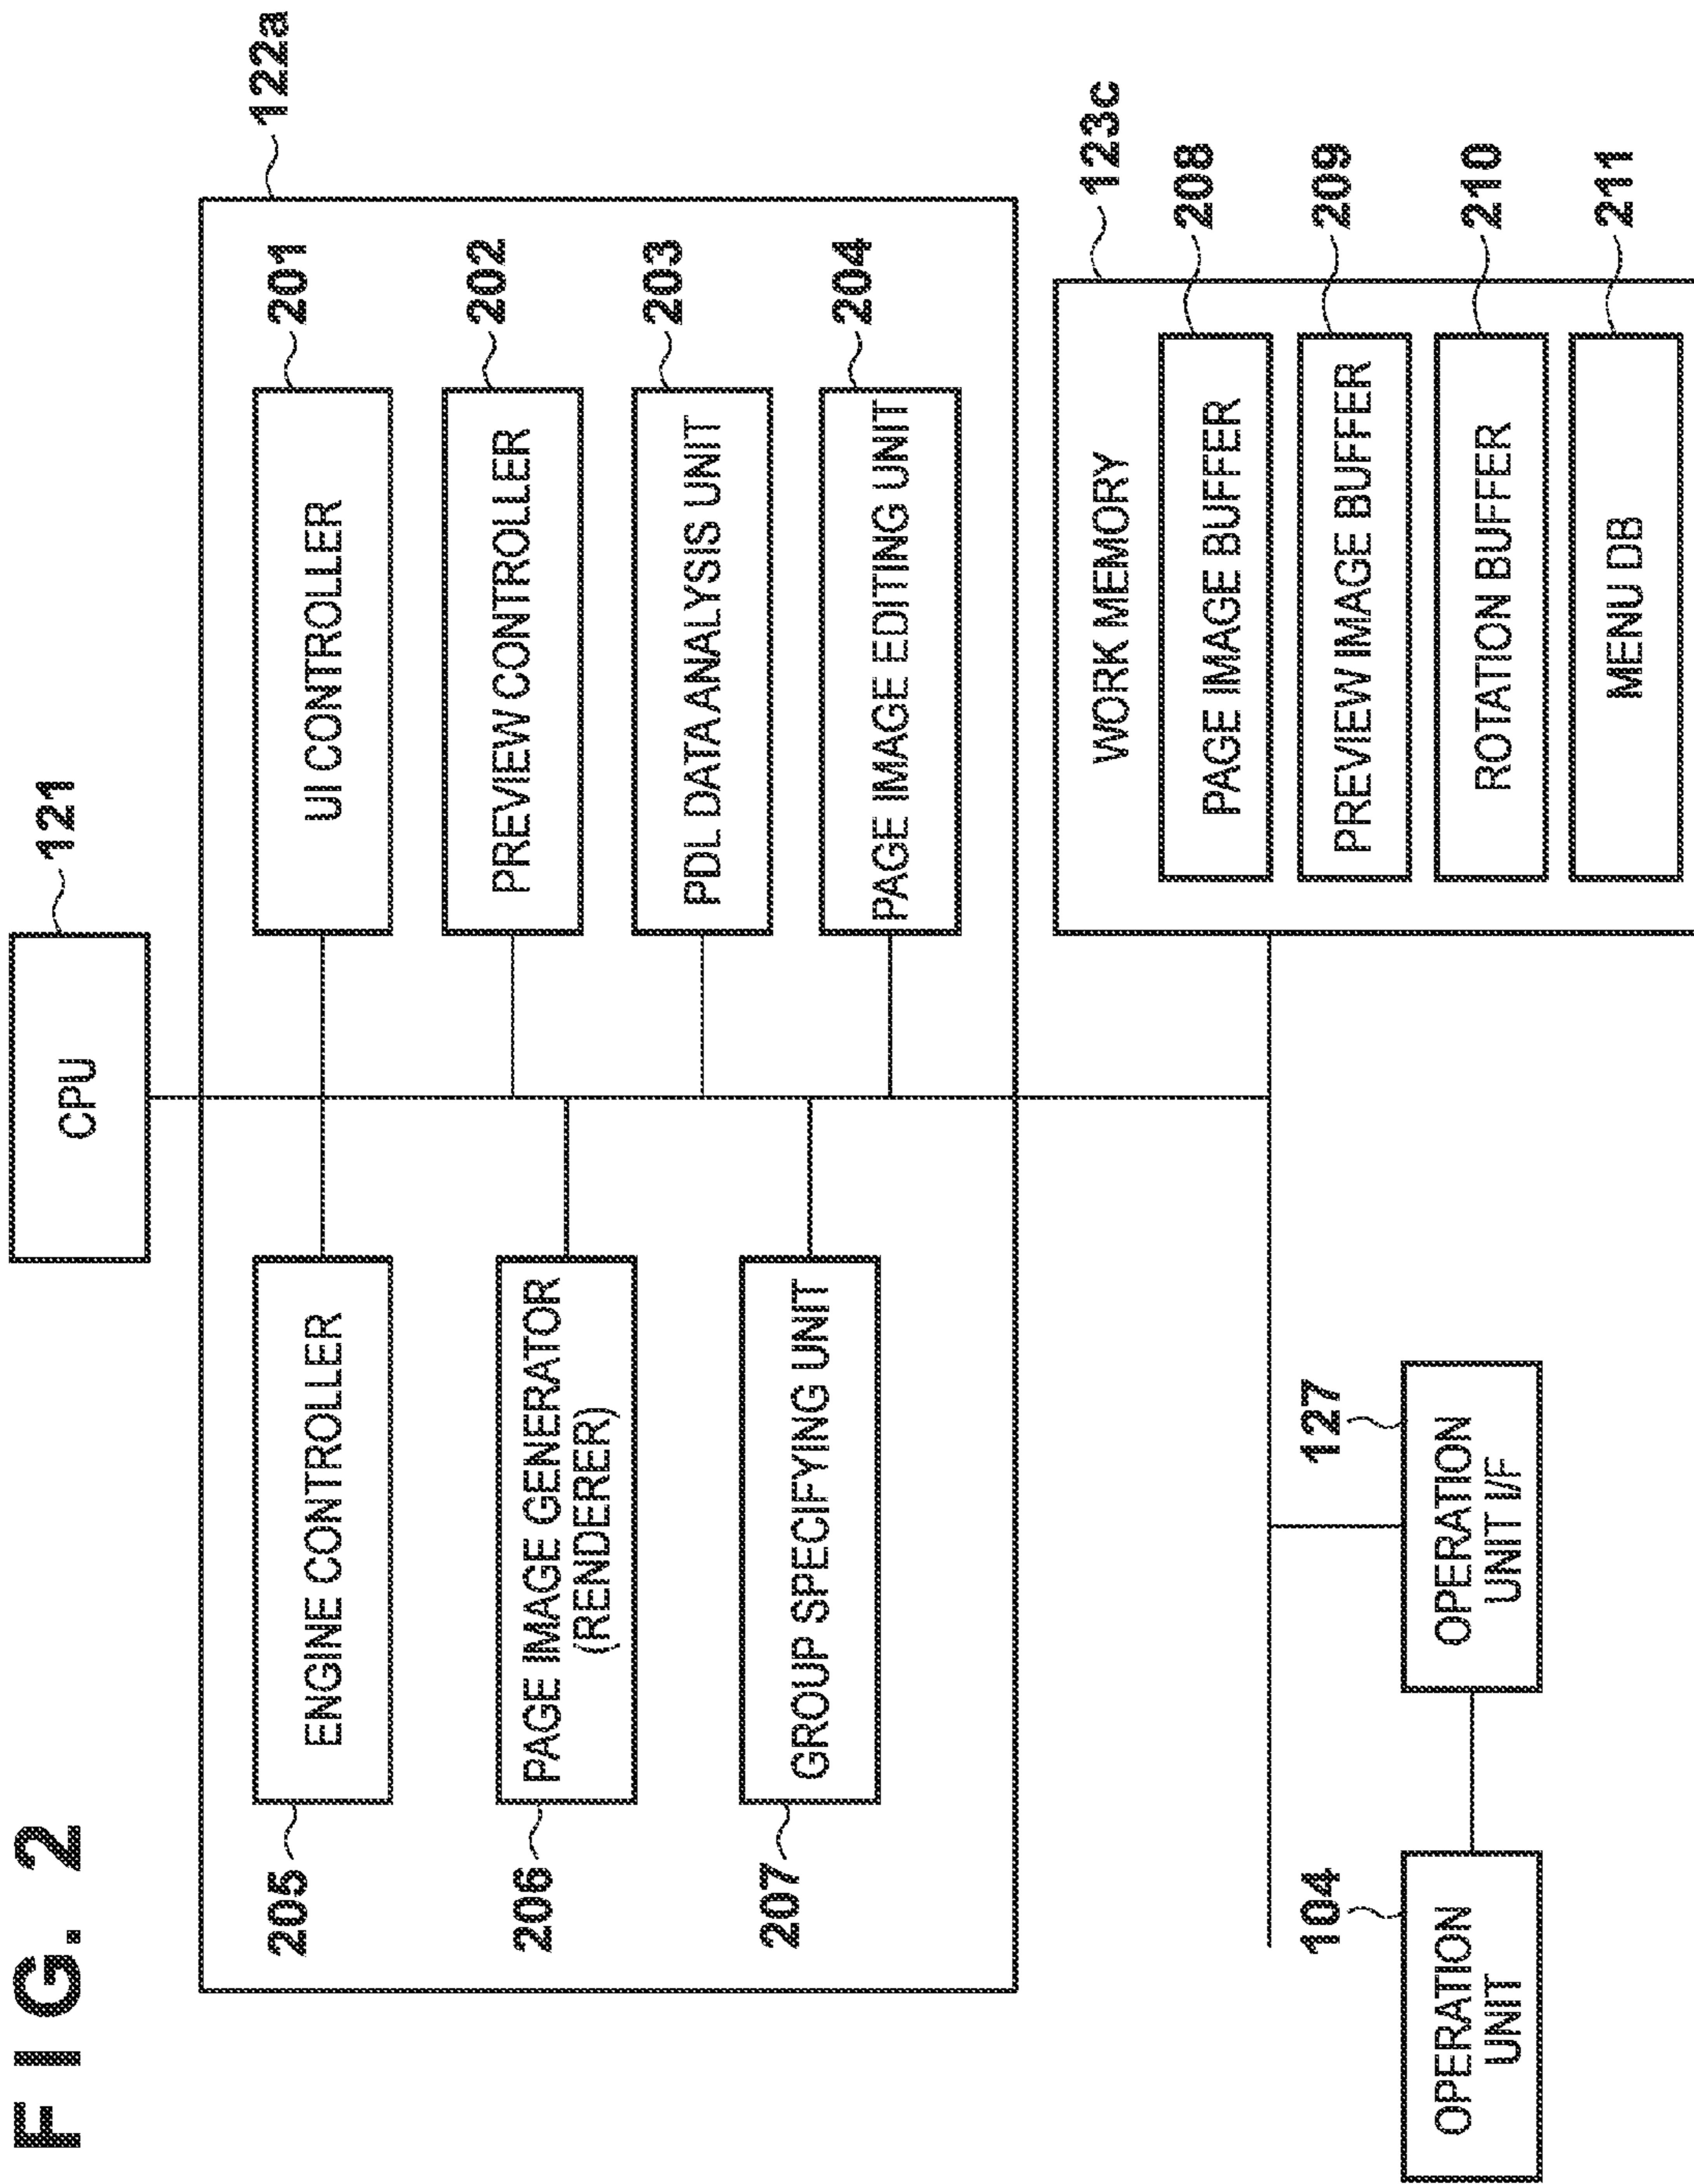 FIG. 2
CPU
121
122a
ENGINE CONTROLLER
205
PAGE IMAGE GENERATOR
(RENDERER)
206
GROUP SPECIFYING UNIT
207
UI CONTROLLER
201
PREVIEW CONTROLLER
202
PDL DATA ANALYSIS UNIT
203
PAGE IMAGE EDITING UNIT
204
WORK MEMORY
123c
PAGE IMAGE BUFFER
208
PREVIEW IMAGE BUFFER
209
ROTATION BUFFER
210
MENU DB
211
OPERATION
UNIT
104
OPERATION
UNIT I/F
127